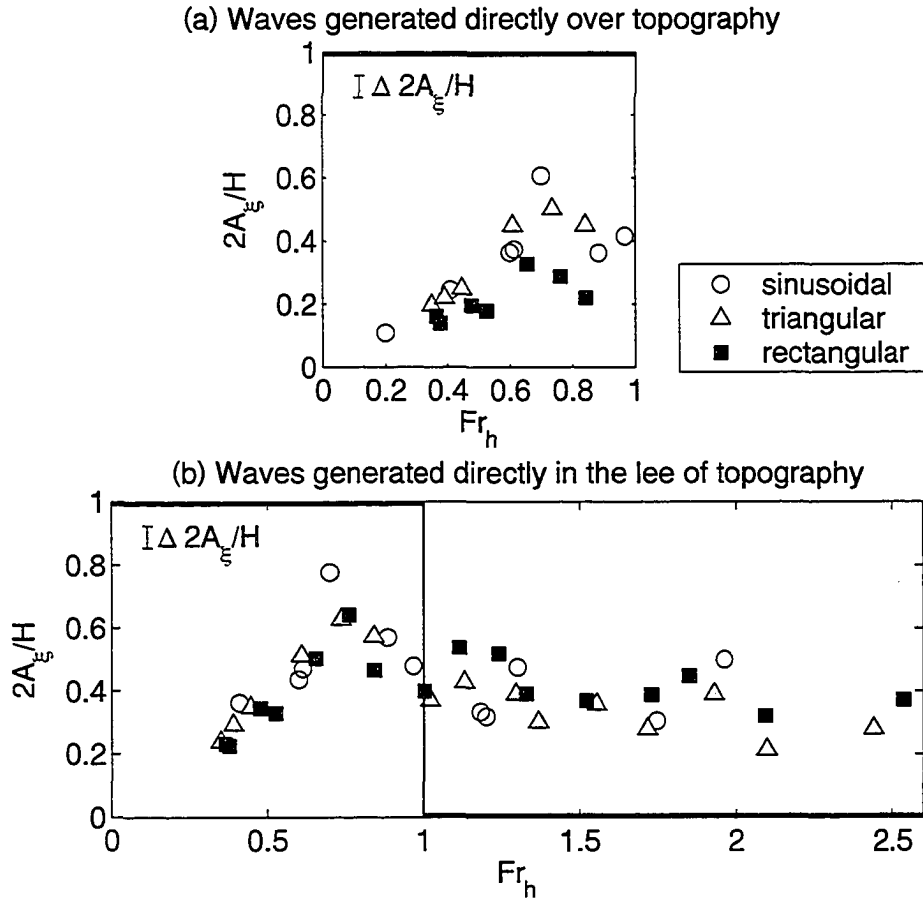 (a) Waves generated directly over topography
1
0.8
0.6
0.4
0.2
0
Δ 2A_ξ/H
2A_ξ/H
0 0.2 0.4 0.6 0.8 1
Fr_h
sinusoidal
triangular
rectangular
(b) Waves generated directly in the lee of topography
1
0.8
0.6
0.4
0.2
0
Δ 2A_ξ/H
2A_ξ/H
0 0.5 1 1.5 2 2.5
Fr_h